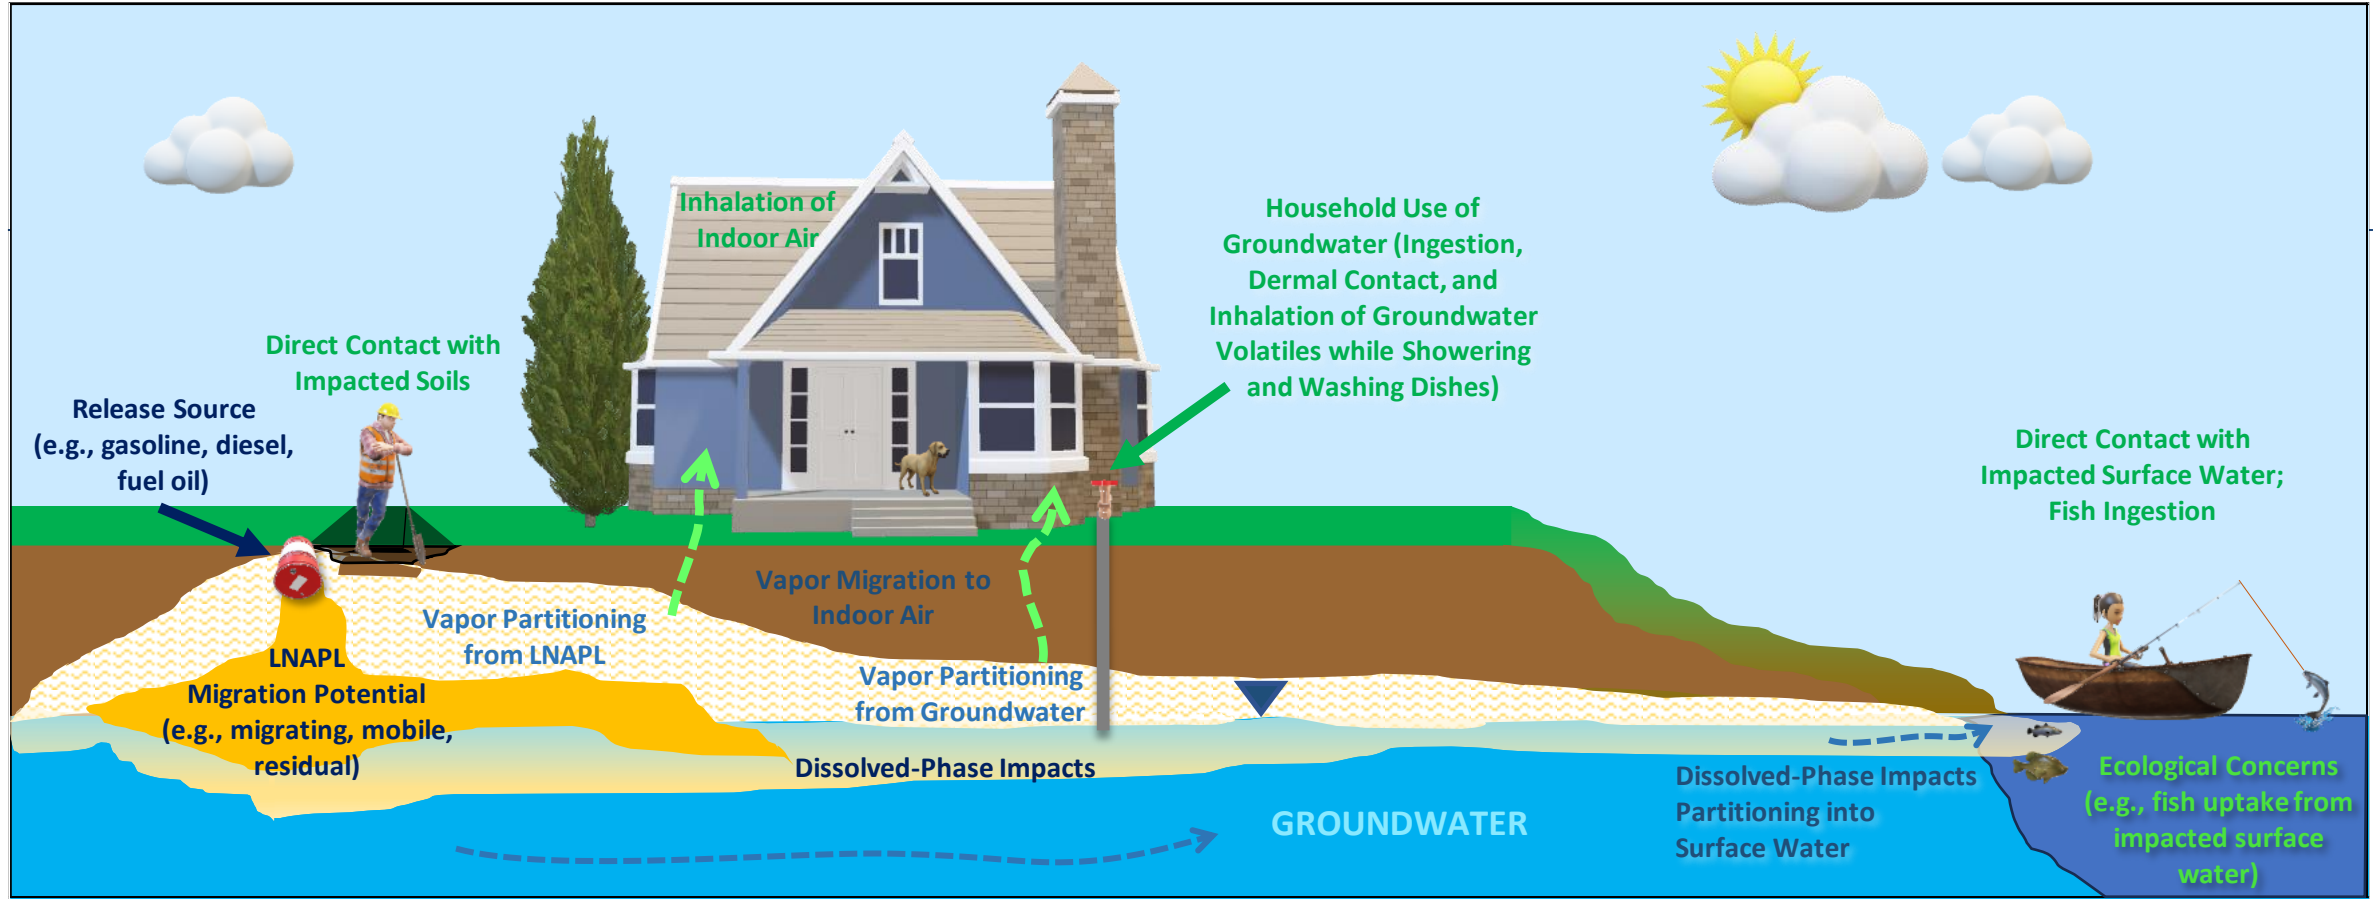 Inhalation of
Indoor Air
Household Use of
Groundwater (Ingestion,
Dermal Contact, and
Inhalation of Groundwater
Volatiles while Showering
and Washing Dishes)
Direct Contact with
Impacted Soils
Release Source
(e.g., gasoline, diesel,
fuel oil)
Direct Contact with
Impacted Surface Water;
Fish Ingestion
Vapor Migration to
Indoor Air
Vapor Partitioning
from LNAPL
LNAPL
Migration Potential
(e.g., migrating, mobile,
residual)
Vapor Partitioning
from Groundwater
Dissolved-Phase Impacts
GROUNDWATER
Dissolved-Phase Impacts
Partitioning into
Surface Water
Ecological Concerns
(e.g., fish uptake from
impacted surface
water)